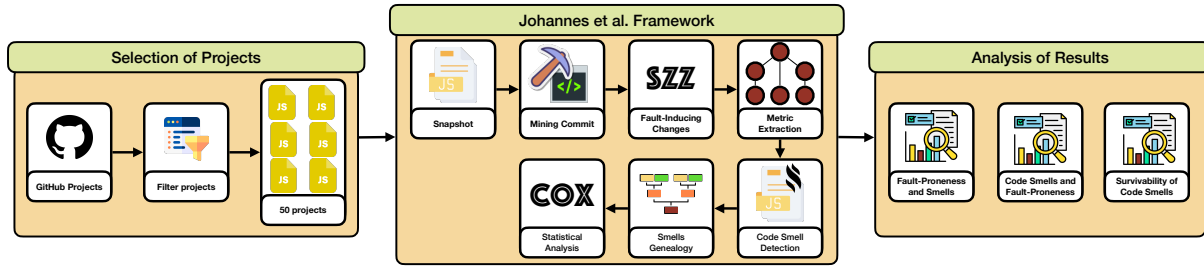 Selection of Projects
GitHub Projects
Filter projects
JS JS
JS JS
JS JS
50 projects
Johannes et al. Framework
JS
Snapshot
</>
Mining Commit
SZZ
Fault-Inducing
Changes
Metric
Extraction
COX
Statistical
Analysis
Smells
Genealogy
JS
Code Smell
Detection
Analysis of Results
Fault-Proneness
and Smells
Code Smells and
Fault-Proneness
Survivability of
Code Smells